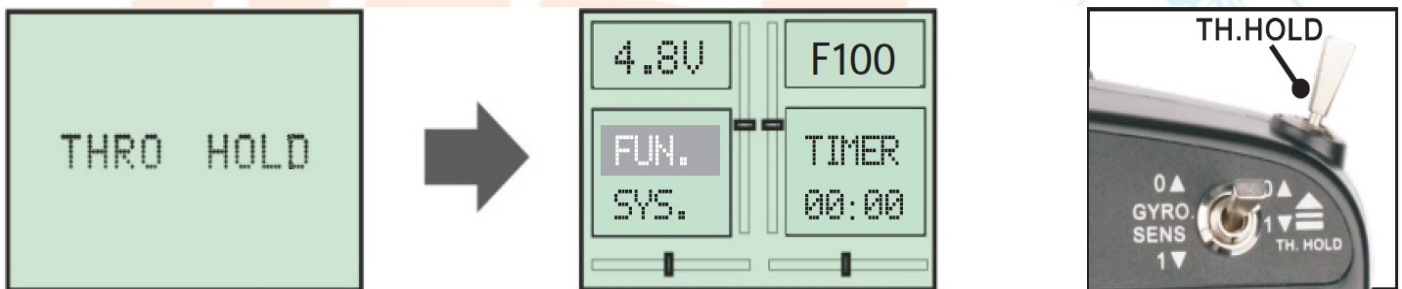 THRO HOLD
4.8V
F100
FUN.
SYS.
TIMER
00:00
TH.HOLD
0▲
GYRO.
SENS
1▼
0▲
1▼
TH. HOLD